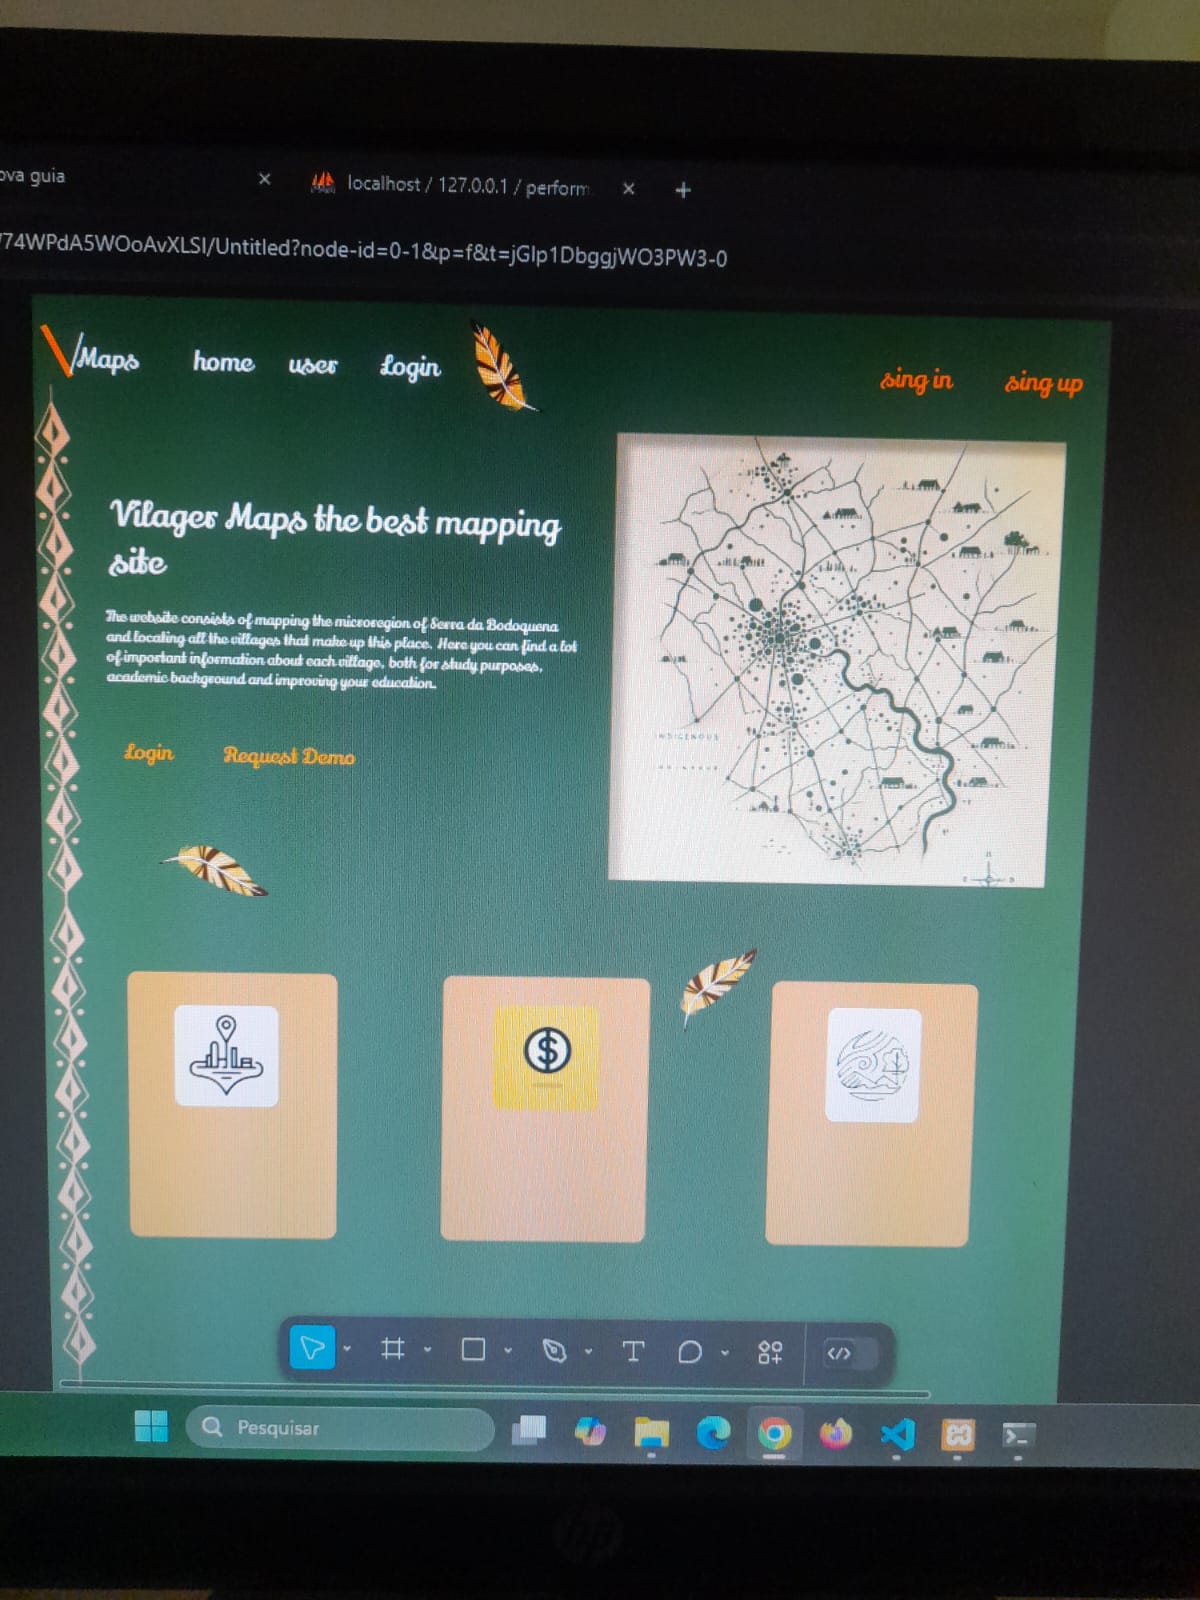 ova guia
localhost / 127.0.0.1 / perform
74WPdA5WOoAvXLSI/Untitled?node-id=0-1&p=f&t=jGlp1DbggjWO3PW3-0
\/Maps home user Login sing in sing up
Vilager Maps the best mapping
site
The website consists of mapping the microregion of Serra da Bodoquena
and locating all the villages that make up this place. Here you can find a lot
of important information about each village, both for study purposes,
academic background and improving your education.
INDIGENOUS
Login Request Demo
$
T
</>
Pesquisar
hp